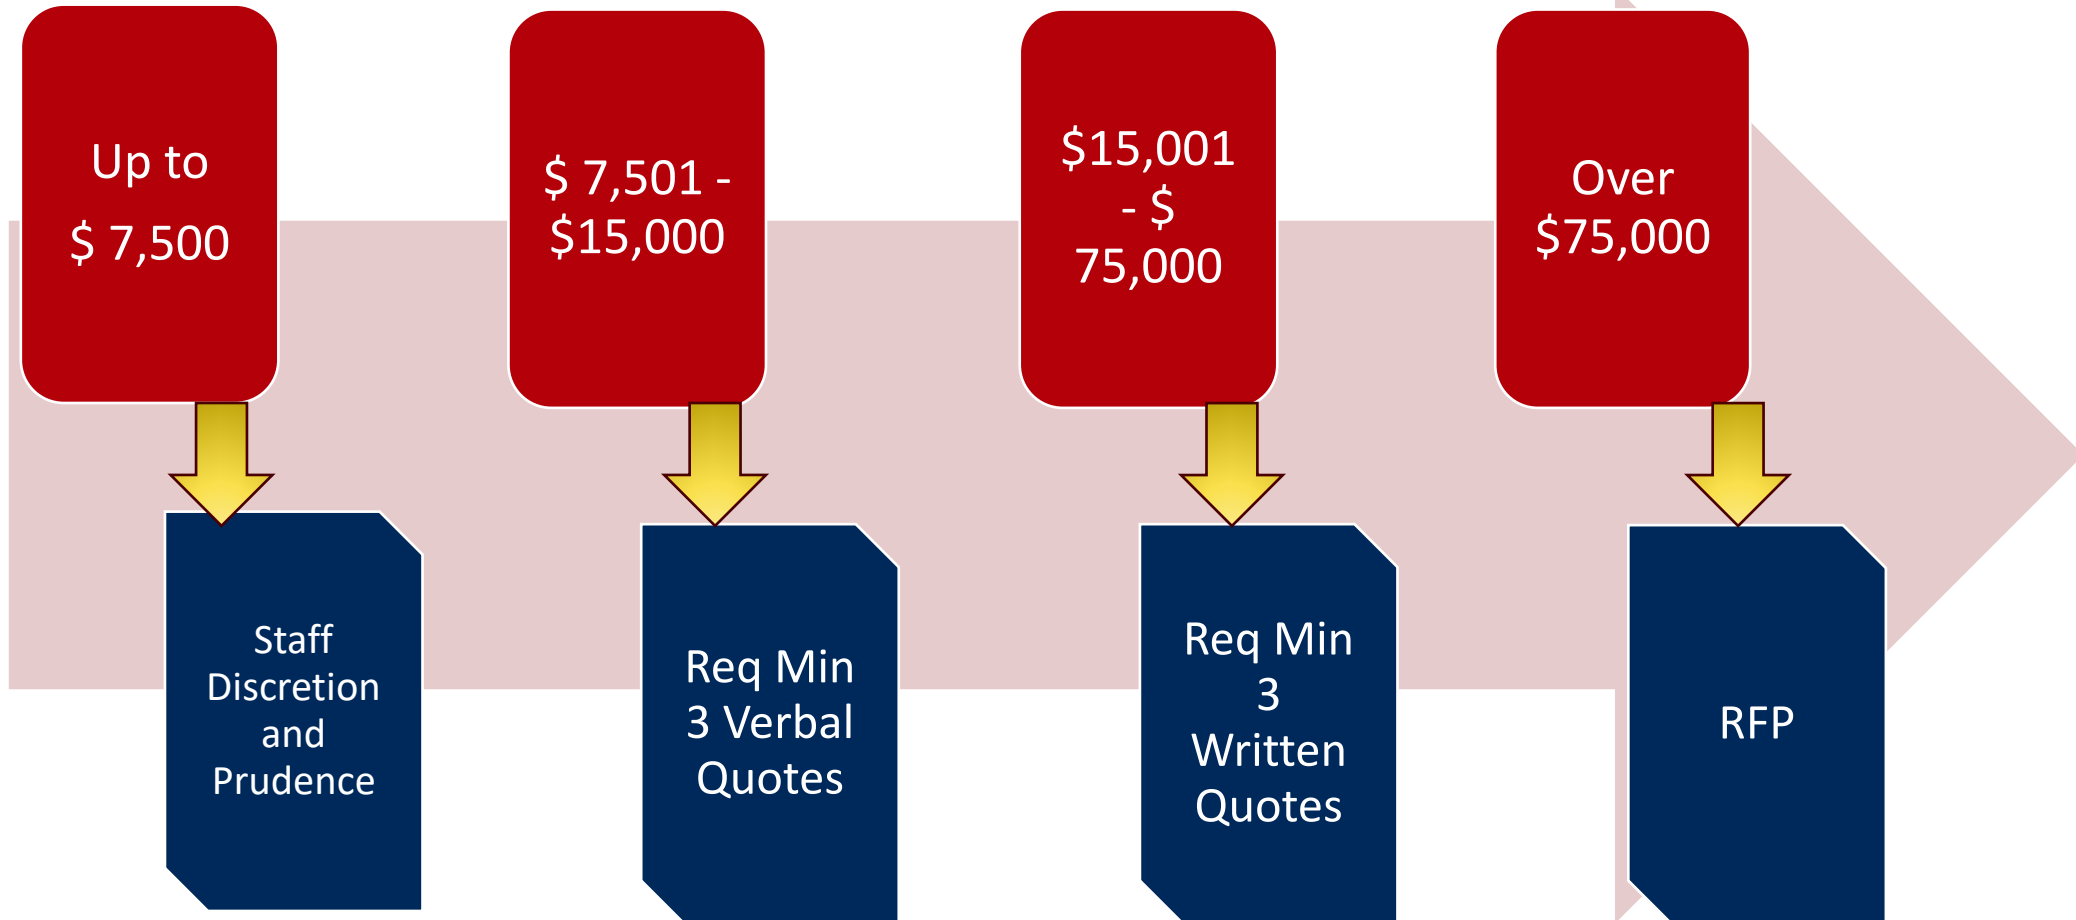 Up to
$ 7,500
$ 7,501 -
$15,000
$15,001
- $
75,000
Over
$75,000
Staff
Discretion
and
Prudence
Req Min
3 Verbal
Quotes
Req Min
3
Written
Quotes
RFP